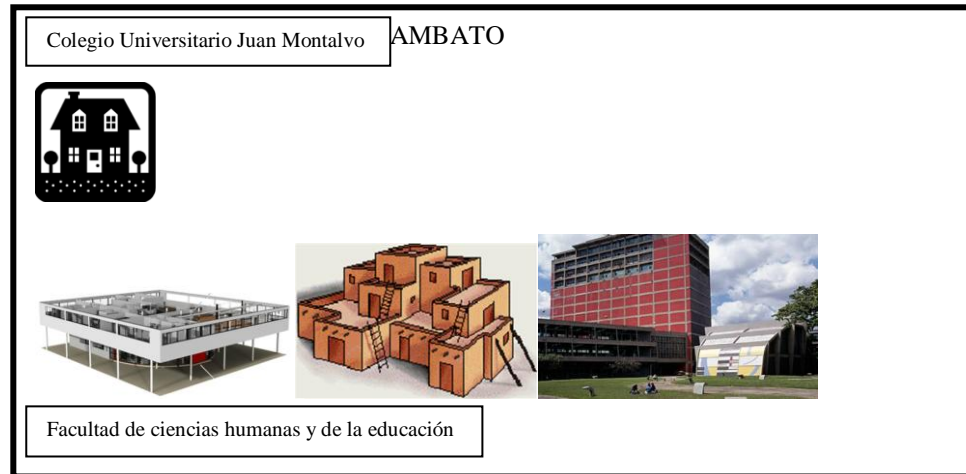 Colegio Universitario Juan Montalvo AMBATO
Facultad de ciencias humanas y de la educación